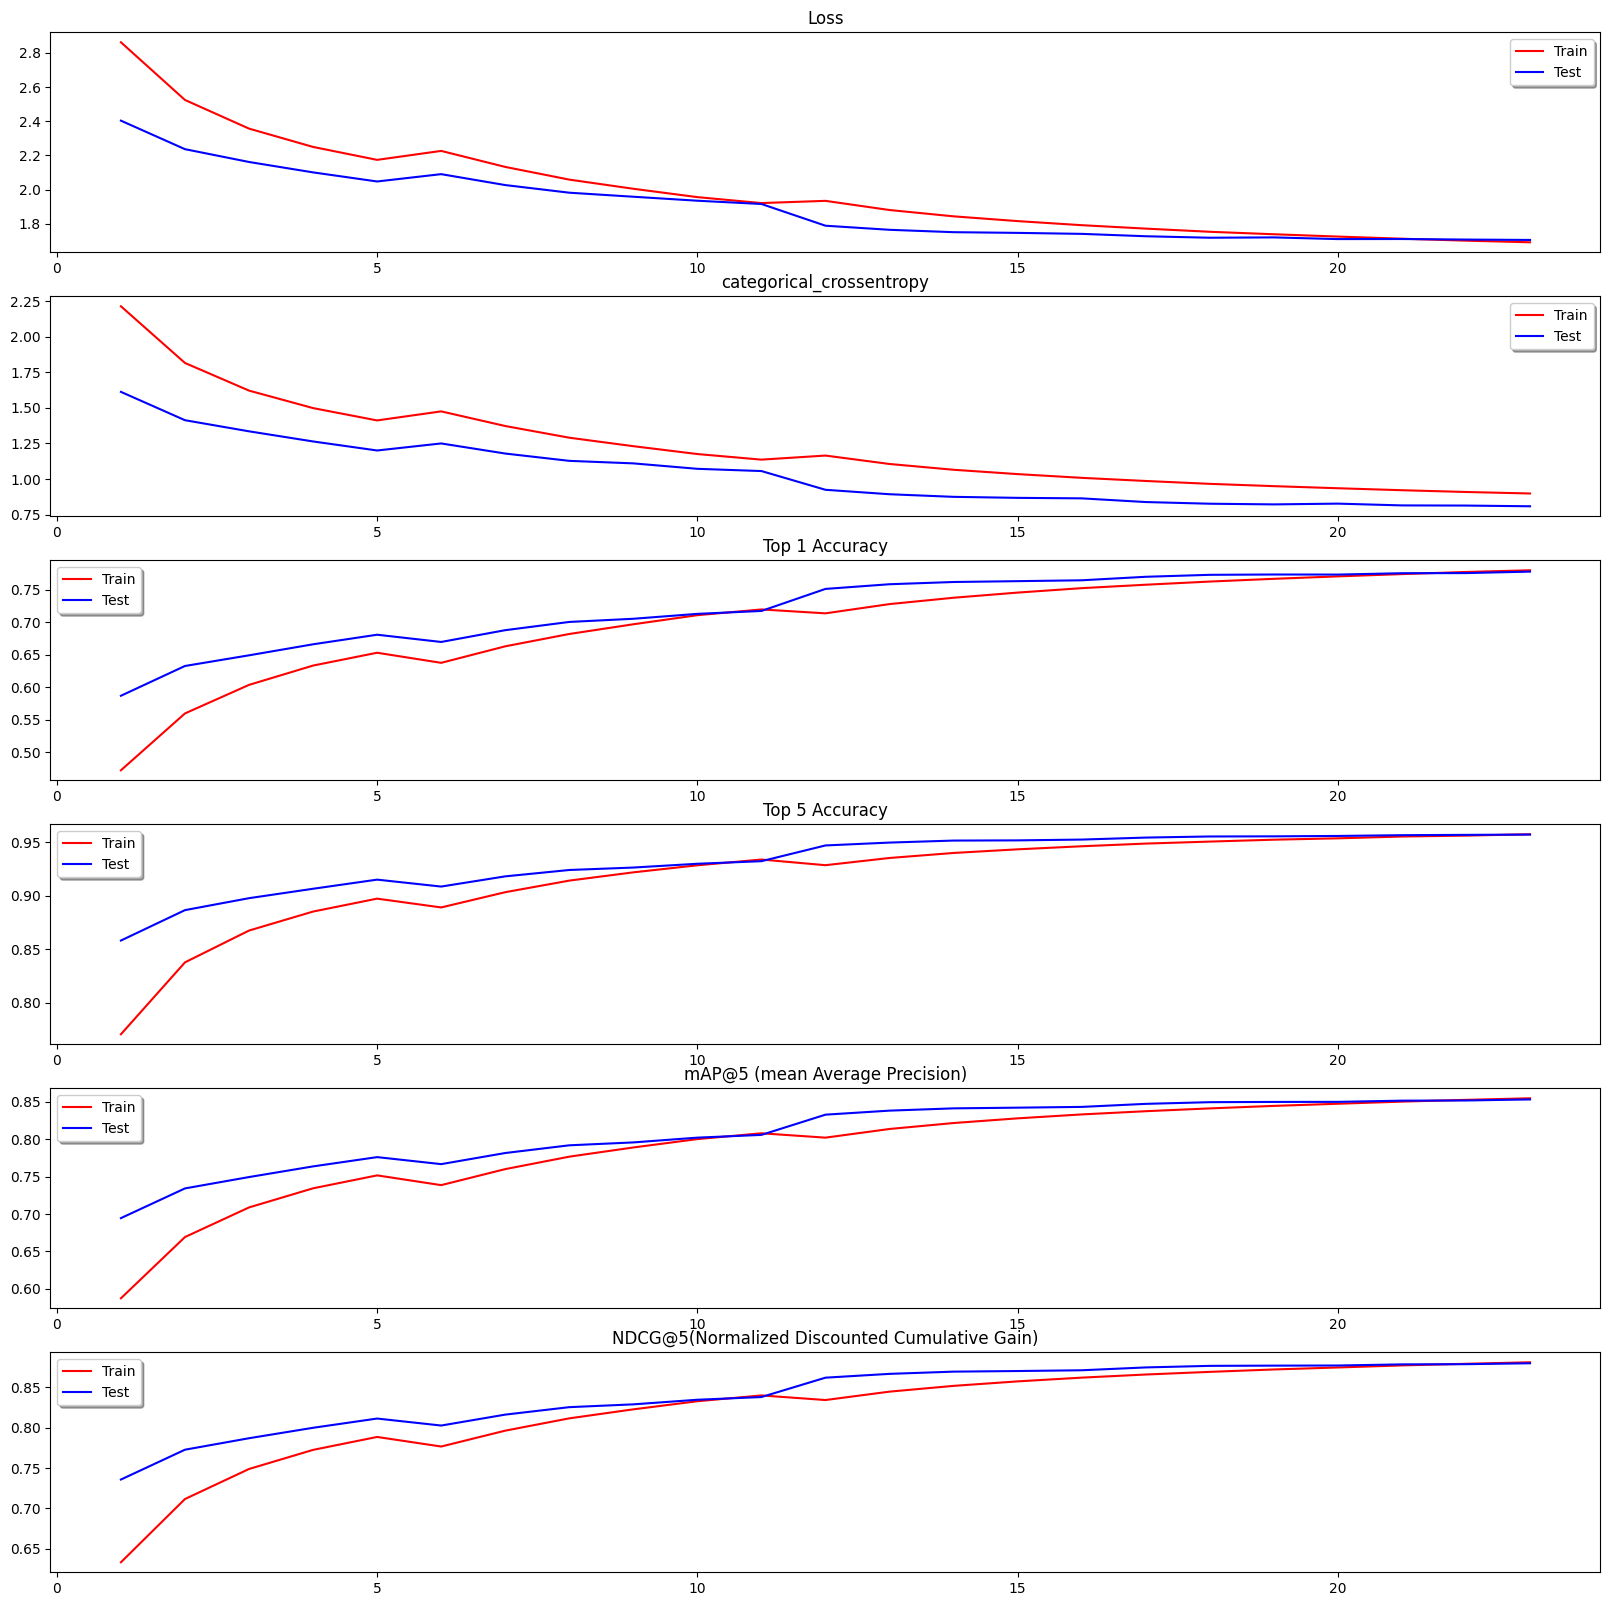 Loss
2.8
2.6
2.4
2.2
2.0
1.8
Train
Test
0 5 10 15 20
categorical_crossentropy
2.25
2.00
1.75
1.50
1.25
1.00
0.75
Train
Test
0 5 10 15 20
Top 1 Accuracy
0.75
0.70
0.65
0.60
0.55
0.50
Train
Test
0 5 10 15 20
Top 5 Accuracy
0.95
0.90
0.85
0.80
Train
Test
0 5 10 15 20
mAP@5 (mean Average Precision)
0.85
0.80
0.75
0.70
0.65
0.60
Train
Test
0 5 10 15 20
NDCG@5(Normalized Discounted Cumulative Gain)
0.85
0.80
0.75
0.70
0.65
Train
Test
0 5 10 15 20